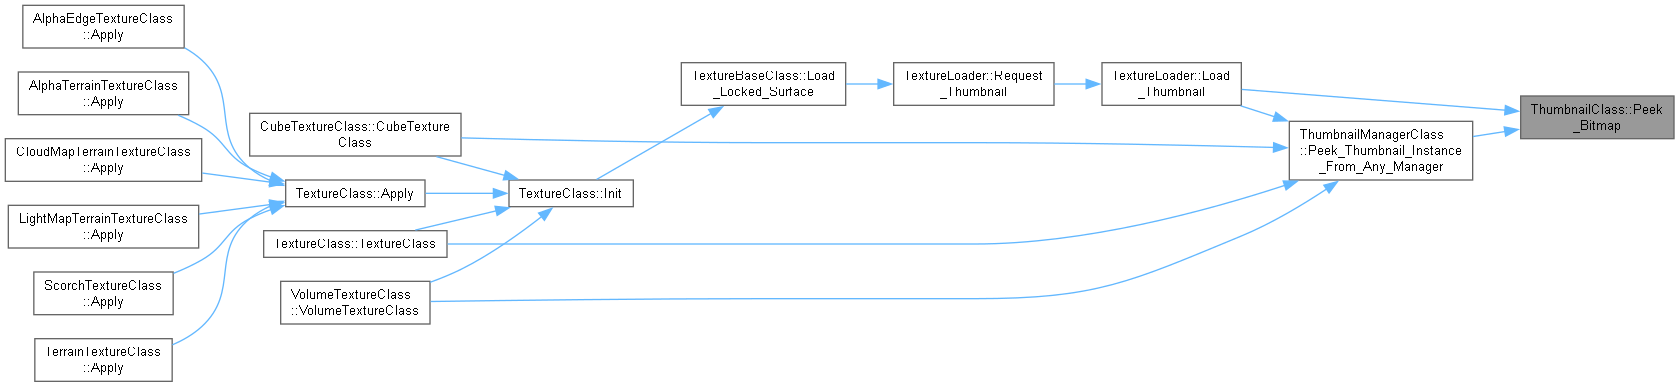 AlphaEdgeTextureClass
::Apply
AlphaTerrainTextureClass
::Apply
CloudMapTerrainTextureClass
::Apply
LightMapTerrainTextureClass
::Apply
ScorchTextureClass
::Apply
TerrainTextureClass
::Apply
CubeTextureClass::CubeTexture
Class
TextureClass::Apply
TextureClass::TextureClass
VolumeTextureClass
::VolumeTextureClass
TextureClass::Init
TextureBaseClass::Load
_Locked_Surface
TextureLoader::Request
_Thumbnail
TextureLoader::Load
_Thumbnail
ThumbnailManagerClass
::Peek_Thumbnail_Instance
_From_Any_Manager
ThumbnailClass::Peek
_Bitmap